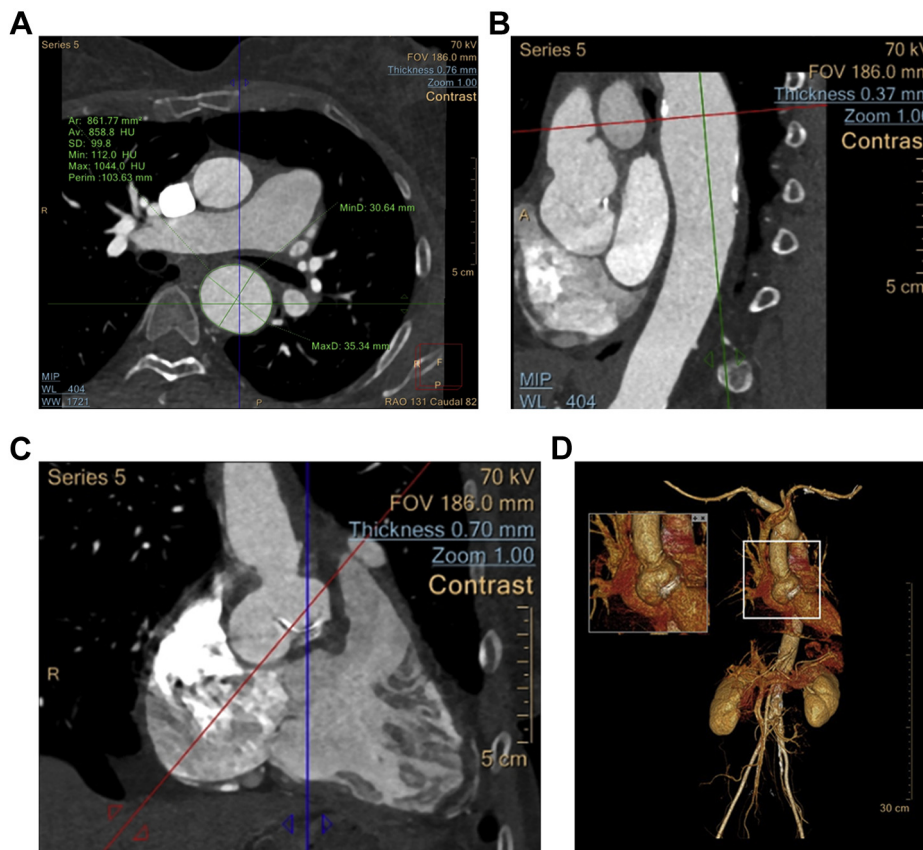 A
Series 5
70 kV
FOV 186.0 mm
Thickness 0.76 mm
Zoom 1.00
Contrast
Ar: 861.77 mm²
Av: 858.8 HU
SD: 99.8
Min: 112.0 HU
Max: 1044.0 HU
Perim :103.63 mm
MinD: 30.64 mm
R
5 cm
MaxD: 35.34 mm
R F
P
MIP
WL 404
WW 1721
P
RAO 131 Caudal 82
B
Series 5
70 kV
FOV 186.0 mm
Thickness 0.37 mm
Zoom 1.00
Contrast
A
5 cm
MIP
WL 404
C
Series 5
70 kV
FOV 186.0 mm
Thickness 0.70 mm
Zoom 1.00
Contrast
R
5 cm
D
30 cm